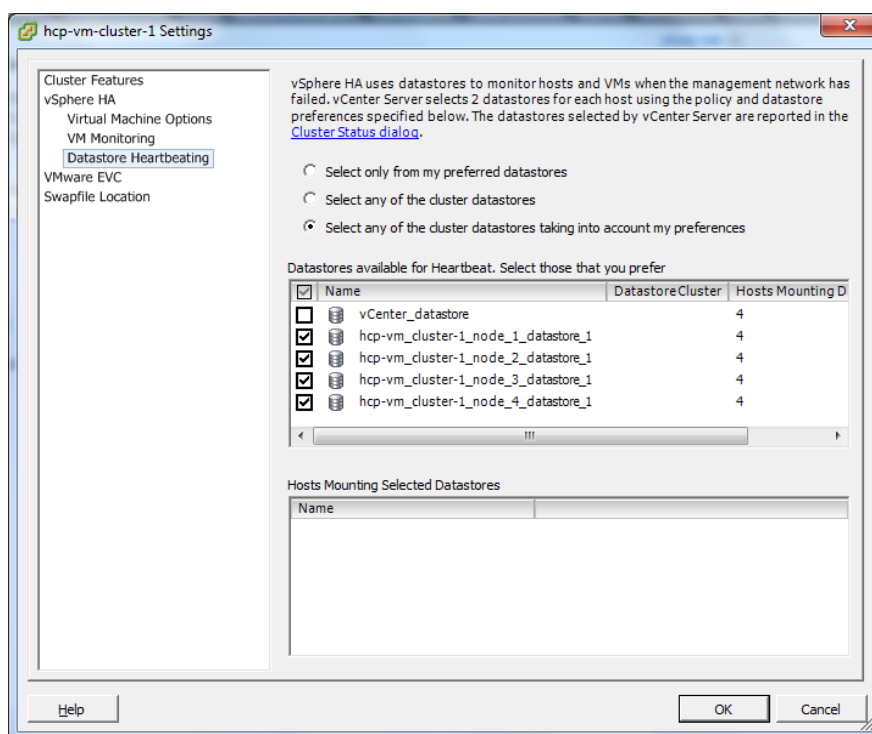 hcp-vm-cluster-1 Settings
Cluster Features
vSphere HA
Virtual Machine Options
VM Monitoring
Datastore Heartbeating
VMware EVC
Swapfile Location
vSphere HA uses datastores to monitor hosts and VMs when the management network has
failed. vCenter Server selects 2 datastores for each host using the policy and datastore
preferences specified below. The datastores selected by vCenter Server are reported in the
Cluster Status dialog.
Select only from my preferred datastores
Select any of the cluster datastores
Select any of the cluster datastores taking into account my preferences
Datastores available for Heartbeat. Select those that you prefer
Name Datastore Cluster Hosts Mounting D
vCenter_datastore 4
hcp-vm_cluster-1_node_1_datastore_1 4
hcp-vm_cluster-1_node_2_datastore_1 4
hcp-vm_cluster-1_node_3_datastore_1 4
hcp-vm_cluster-1_node_4_datastore_1 4
Hosts Mounting Selected Datastores
Name
Help OK Cancel